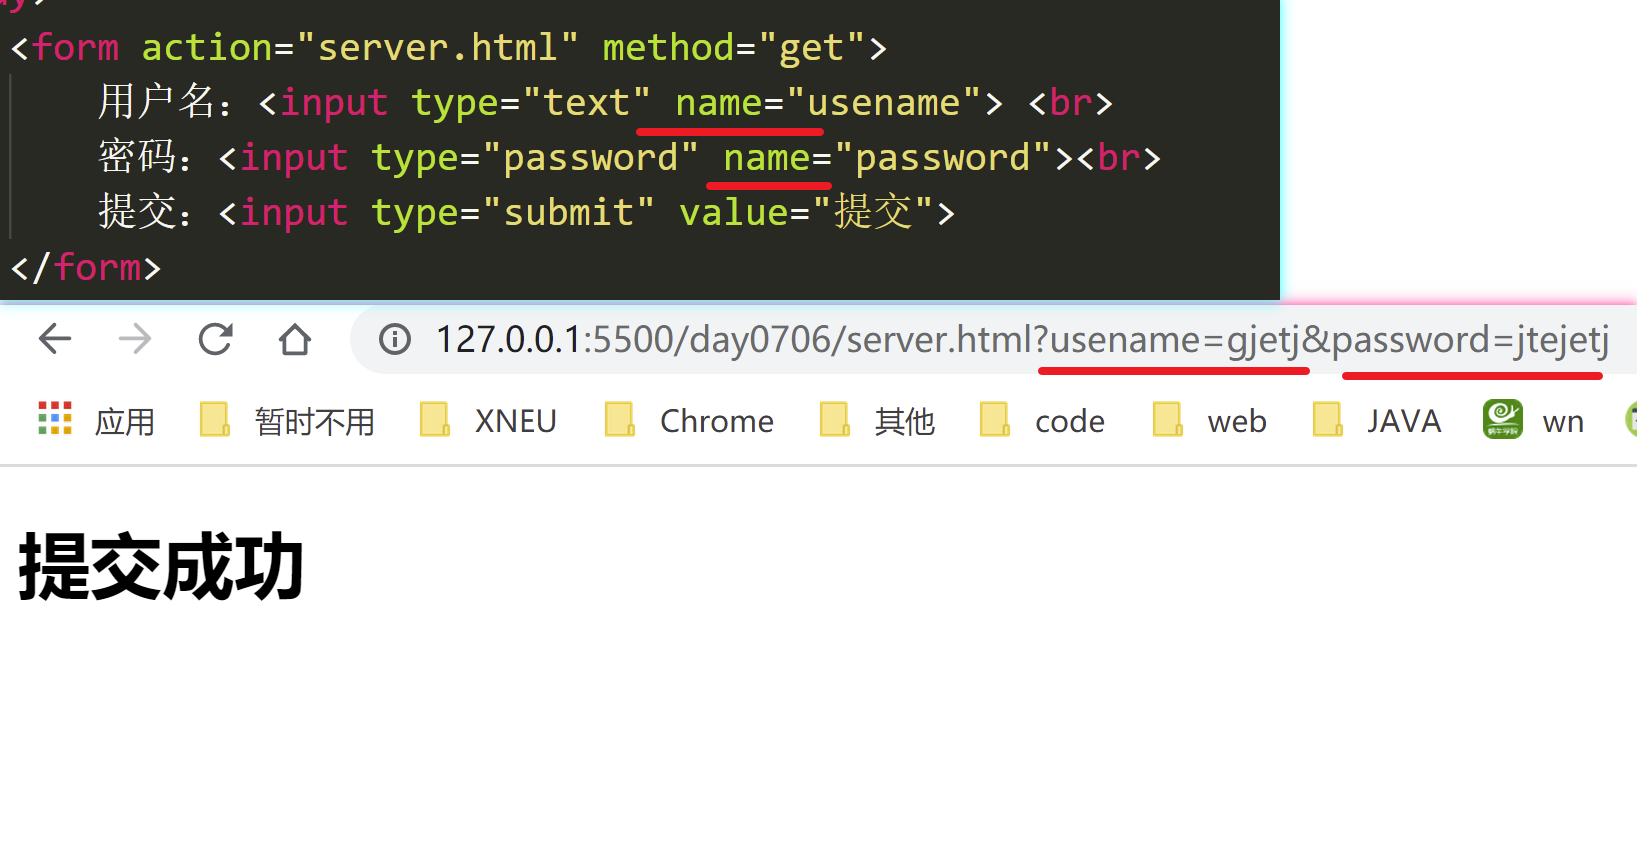 <form action="server.html" method="get">
用户名：<input type="text" name="usename"> <br>
密码：<input type="password" name="password"><br>
提交：<input type="submit" value="提交">
</form>
127.0.0.1:5500/day0706/server.html?usename=gjetj&password=jtejetj
应用 暂时不用 XNEU Chrome 其他 code web JAVA wn
提交成功